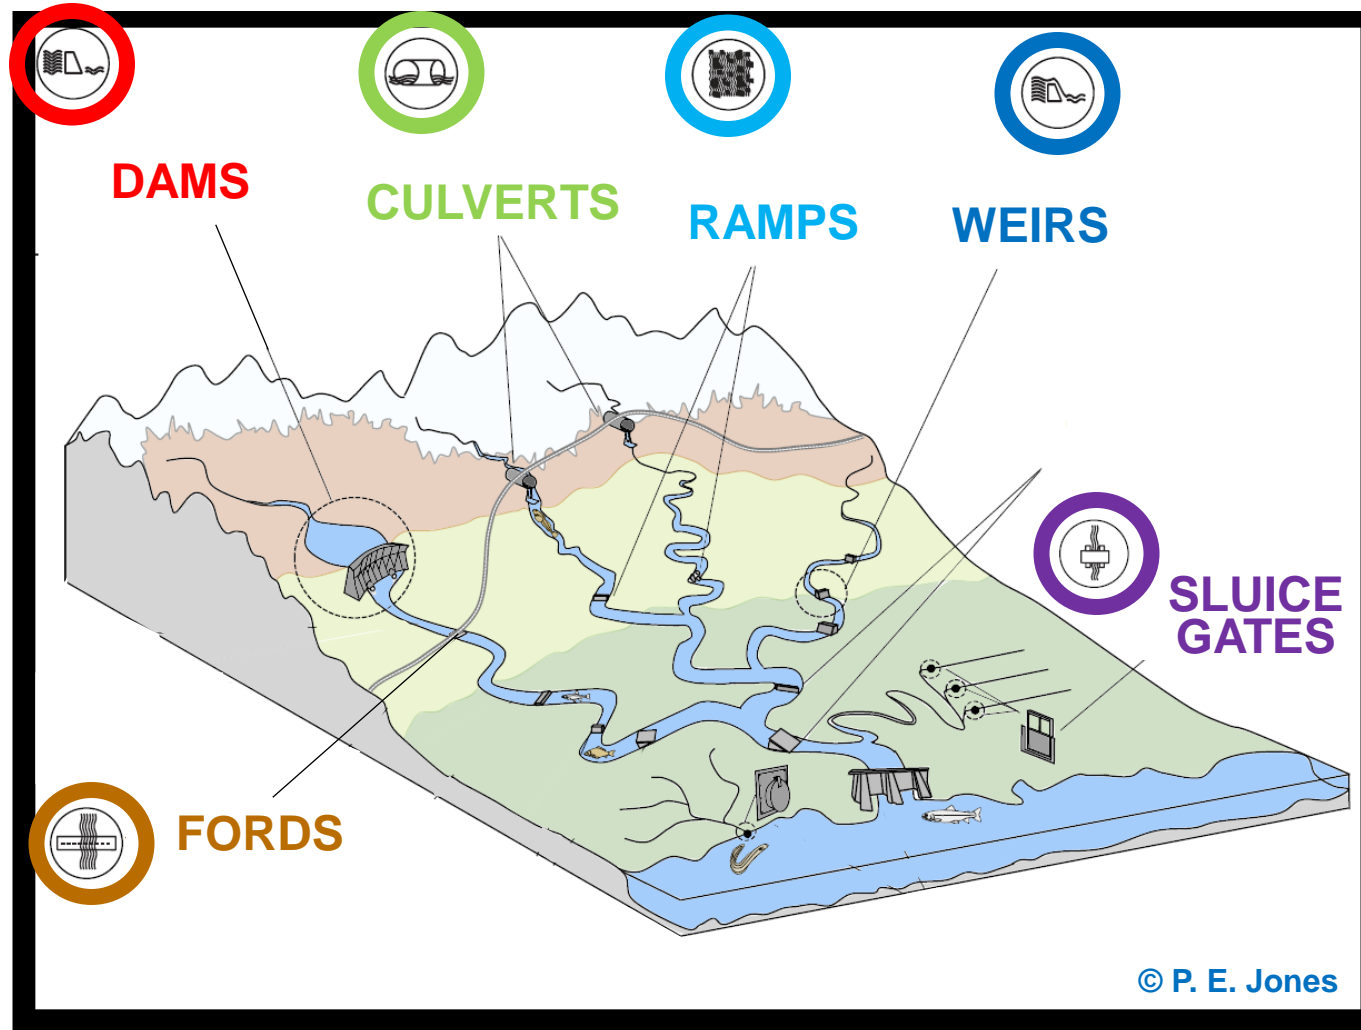 DAMS
CULVERTS
RAMPS
WEIRS
SLUICE
GATES
FORDS
© P. E. Jones